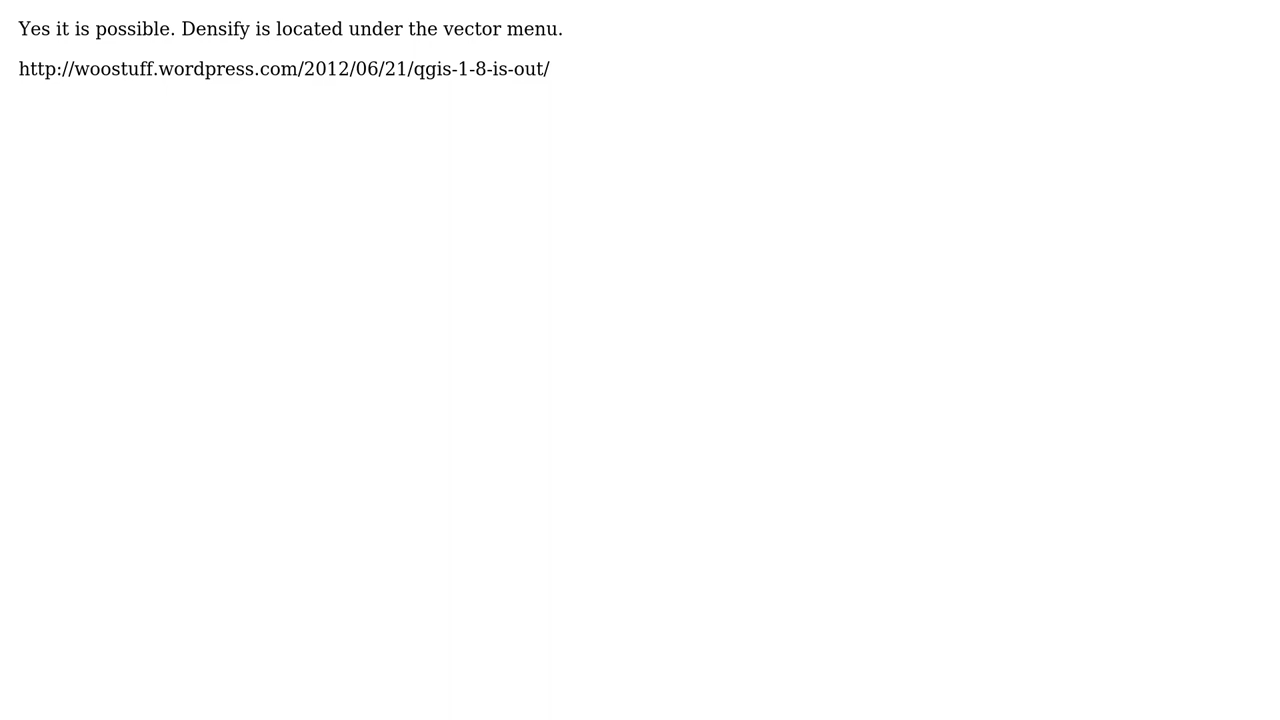 Yes it is possible. Densify is located under the vector menu.
http://woostuff.wordpress.com/2012/06/21/qgis-1-8-is-out/